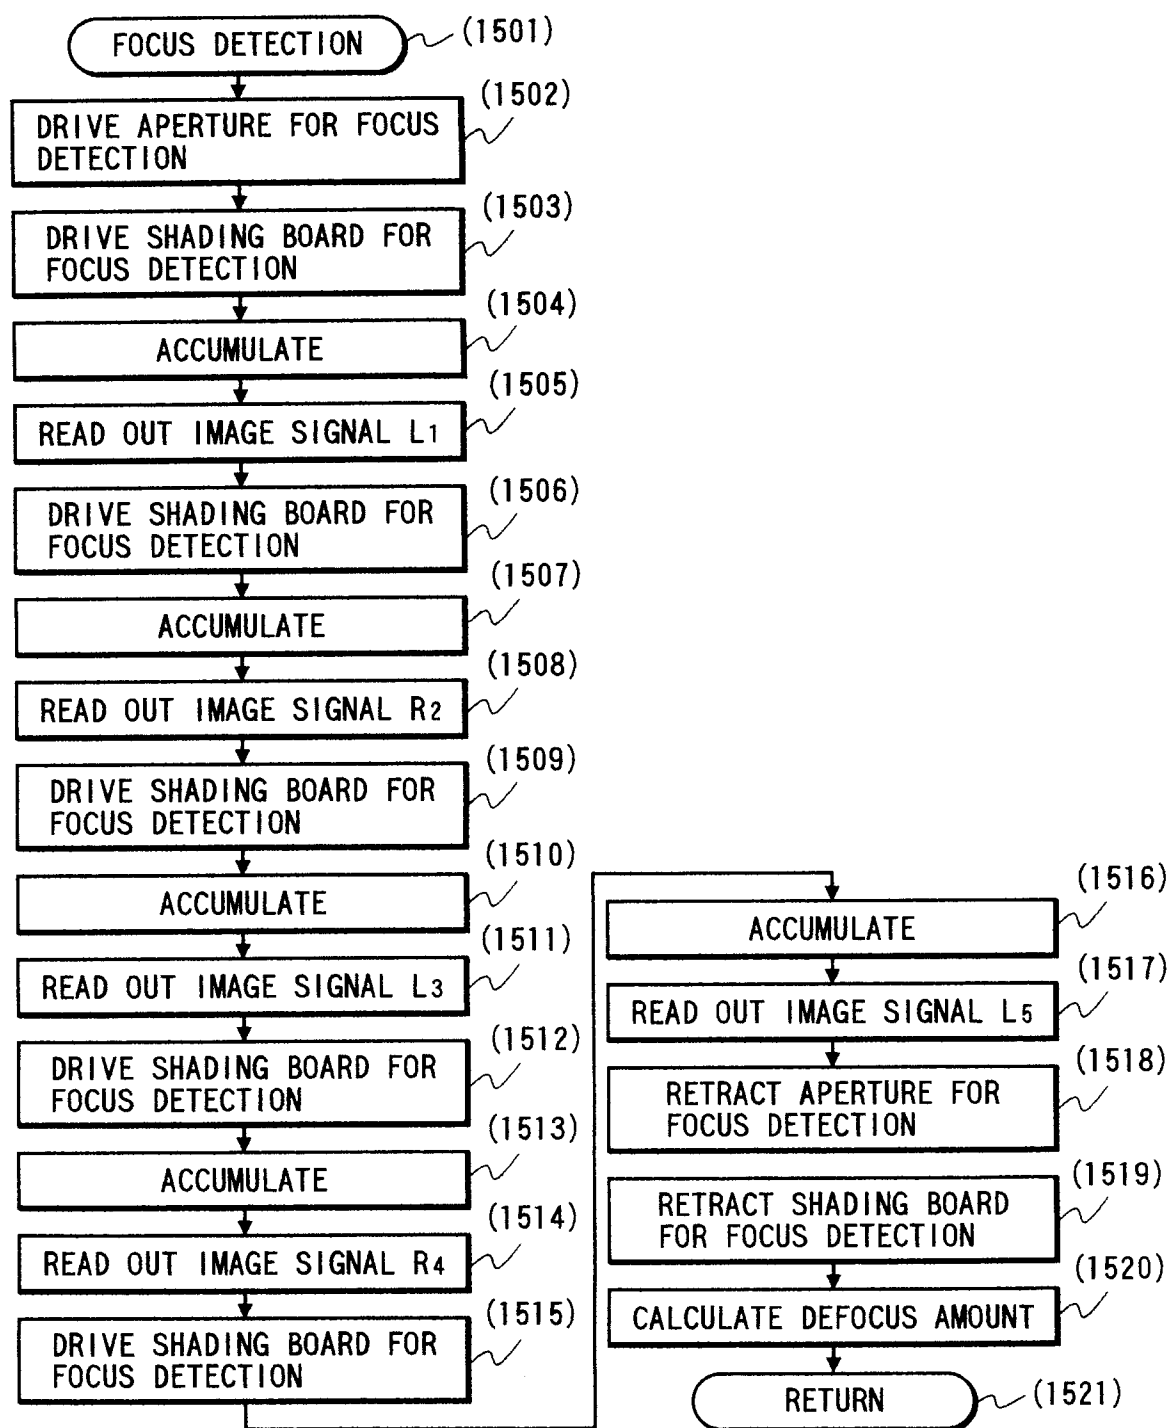 FOCUS DETECTION
(1501)
(1502)
DRIVE APERTURE FOR FOCUS
DETECTION
(1503)
DRIVE SHADING BOARD FOR
FOCUS DETECTION
(1504)
ACCUMULATE
(1505)
READ OUT IMAGE SIGNAL L1
(1506)
DRIVE SHADING BOARD FOR
FOCUS DETECTION
(1507)
ACCUMULATE
(1508)
READ OUT IMAGE SIGNAL R2
(1509)
DRIVE SHADING BOARD FOR
FOCUS DETECTION
(1510)
ACCUMULATE
(1511)
READ OUT IMAGE SIGNAL L3
(1512)
DRIVE SHADING BOARD FOR
FOCUS DETECTION
(1513)
ACCUMULATE
(1514)
READ OUT IMAGE SIGNAL R4
(1515)
DRIVE SHADING BOARD FOR
FOCUS DETECTION
(1516)
ACCUMULATE
(1517)
READ OUT IMAGE SIGNAL L5
(1518)
RETRACT APERTURE FOR
FOCUS DETECTION
(1519)
RETRACT SHADING BOARD
FOR FOCUS DETECTION
(1520)
CALCULATE DEFOCUS AMOUNT
RETURN
(1521)